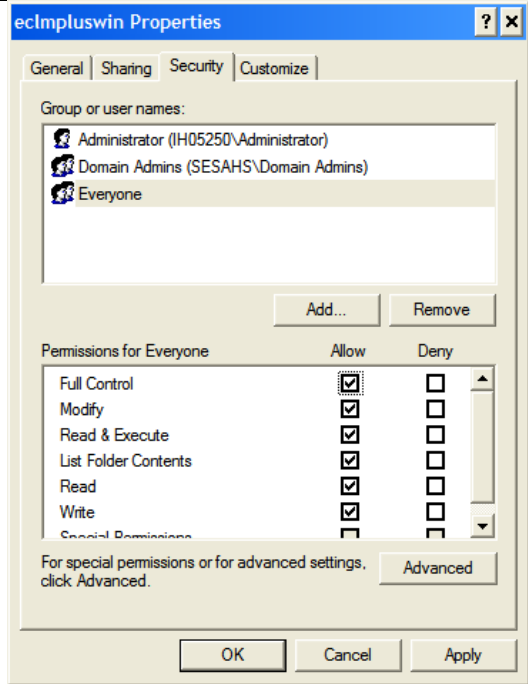 eclmpluswin Properties
General Sharing Security Customize
Group or user names:
Administrator (IH05250\Administrator)
Domain Admins (SESAHS\Domain Admins)
Everyone
Add... Remove
Permissions for Everyone Allow Deny
Full Control
Modify
Read & Execute
List Folder Contents
Read
Write
Special Permissions
For special permissions or for advanced settings, Advanced
click Advanced.
OK Cancel Apply